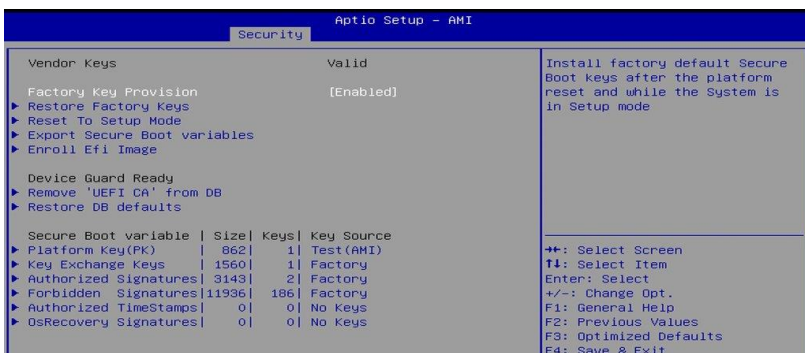 Aptio Setup – AMI
Security
Vendor Keys Valid
Factory Key Provision [Enabled]
▶ Restore Factory Keys
▶ Reset To Setup Mode
▶ Export Secure Boot variables
▶ Enroll Efi Image
Device Guard Ready
▶ Remove 'UEFI CA' from DB
▶ Restore DB defaults
Secure Boot variable | Size| Keys| Key Source
▶ Platform Key(PK) | 862| 1| Test(AMI)
▶ Key Exchange Keys | 1560| 1| Factory
▶ Authorized Signatures| 3143| 2| Factory
▶ Forbidden Signatures|11936| 186| Factory
▶ Authorized TimeStamps| 0| 0| No Keys
▶ OsRecovery Signatures| 0| 0| No Keys
Install factory default Secure
Boot keys after the platform
reset and while the System is
in Setup mode
→←: Select Screen
↑↓: Select Item
Enter: Select
+/-: Change Opt.
F1: General Help
F2: Previous Values
F3: Optimized Defaults
F4: Save & Exit